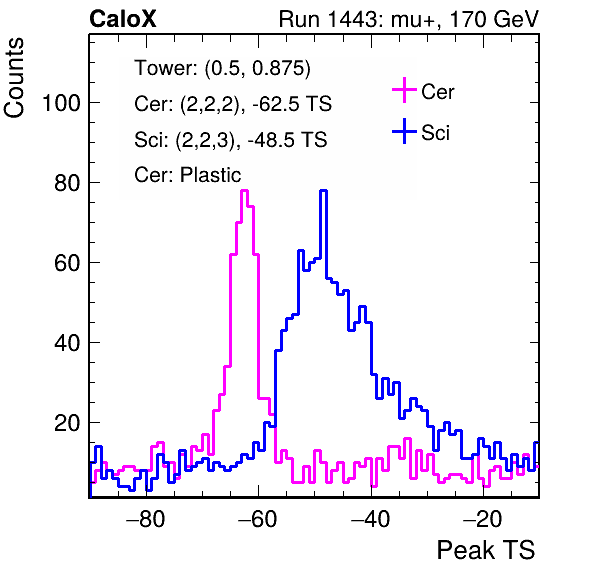 CaloX Run 1443: mu+, 170 GeV
Counts
Tower: (0.5, 0.875)
Cer: (2,2,2), -62.5 TS
Sci: (2,2,3), -48.5 TS
Cer: Plastic
Cer
Sci
100
80
60
40
20
−80 −60 −40 −20
Peak TS